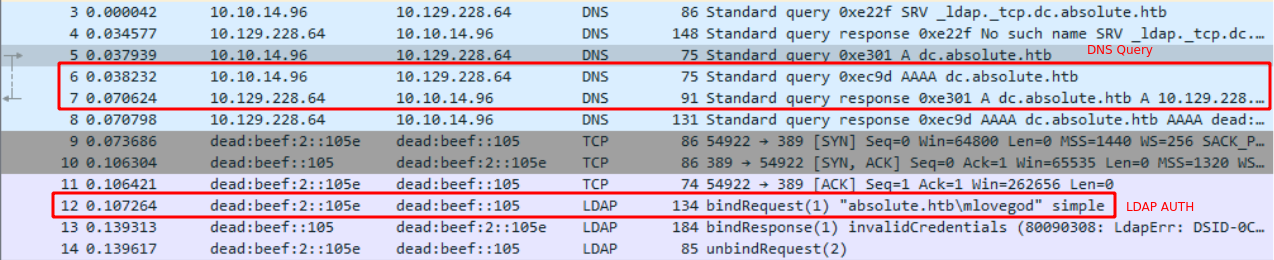 3 0.000042 10.10.14.96 10.129.228.64 DNS 86 Standard query 0xe22f SRV _ldap._tcp.dc.absolute.htb
4 0.034577 10.129.228.64 10.10.14.96 DNS 148 Standard query response 0xe22f No such name SRV _ldap._tcp.dc.…
5 0.037939 10.10.14.96 10.129.228.64 DNS 75 Standard query 0xe301 A dc.absolute.htb DNS Query
6 0.038232 10.10.14.96 10.129.228.64 DNS 75 Standard query 0xec9d AAAA dc.absolute.htb
7 0.070624 10.129.228.64 10.10.14.96 DNS 91 Standard query response 0xe301 A dc.absolute.htb A 10.129.228.…
8 0.070798 10.129.228.64 10.10.14.96 DNS 131 Standard query response 0xec9d AAAA dc.absolute.htb AAAA dead:…
9 0.073686 dead:beef:2::105e dead:beef::105 TCP 86 54922 → 389 [SYN] Seq=0 Win=64800 Len=0 MSS=1440 WS=256 SACK_P…
10 0.106304 dead:beef::105 dead:beef:2::105e TCP 86 389 → 54922 [SYN, ACK] Seq=0 Ack=1 Win=65535 Len=0 MSS=1320 WS…
11 0.106421 dead:beef:2::105e dead:beef::105 TCP 74 54922 → 389 [ACK] Seq=1 Ack=1 Win=262656 Len=0
12 0.107264 dead:beef:2::105e dead:beef::105 LDAP 134 bindRequest(1) "absolute.htb\mlovegod" simple LDAP AUTH
13 0.139313 dead:beef::105 dead:beef:2::105e LDAP 184 bindResponse(1) invalidCredentials (80090308: LdapErr: DSID-0C…
14 0.139617 dead:beef:2::105e dead:beef::105 LDAP 85 unbindRequest(2)